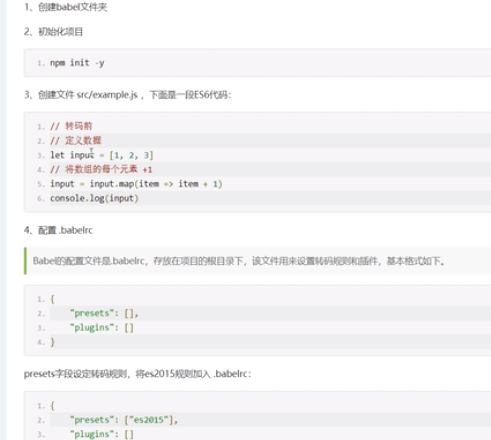 1、创建babel文件夹
2、初始化项目
1. npm init -y
3、创建文件 src/example.js ，下面是一段ES6代码：
1. // 转码前
2. // 定义数据
3. let input = [1, 2, 3]
4. // 将数组的每个元素 +1
5. input = input.map(item => item + 1)
6. console.log(input)
4、配置 .babelrc
Babel的配置文件是.babelrc，存放在项目的根目录下，该文件用来设置转码规则和插件，基本格式如下。
1. {
2. "presets": [],
3. "plugins": []
4. }
presets字段设定转码规则，将es2015规则加入 .babelrc：
1. {
2. "presets": ["es2015"],
3. "plugins": []